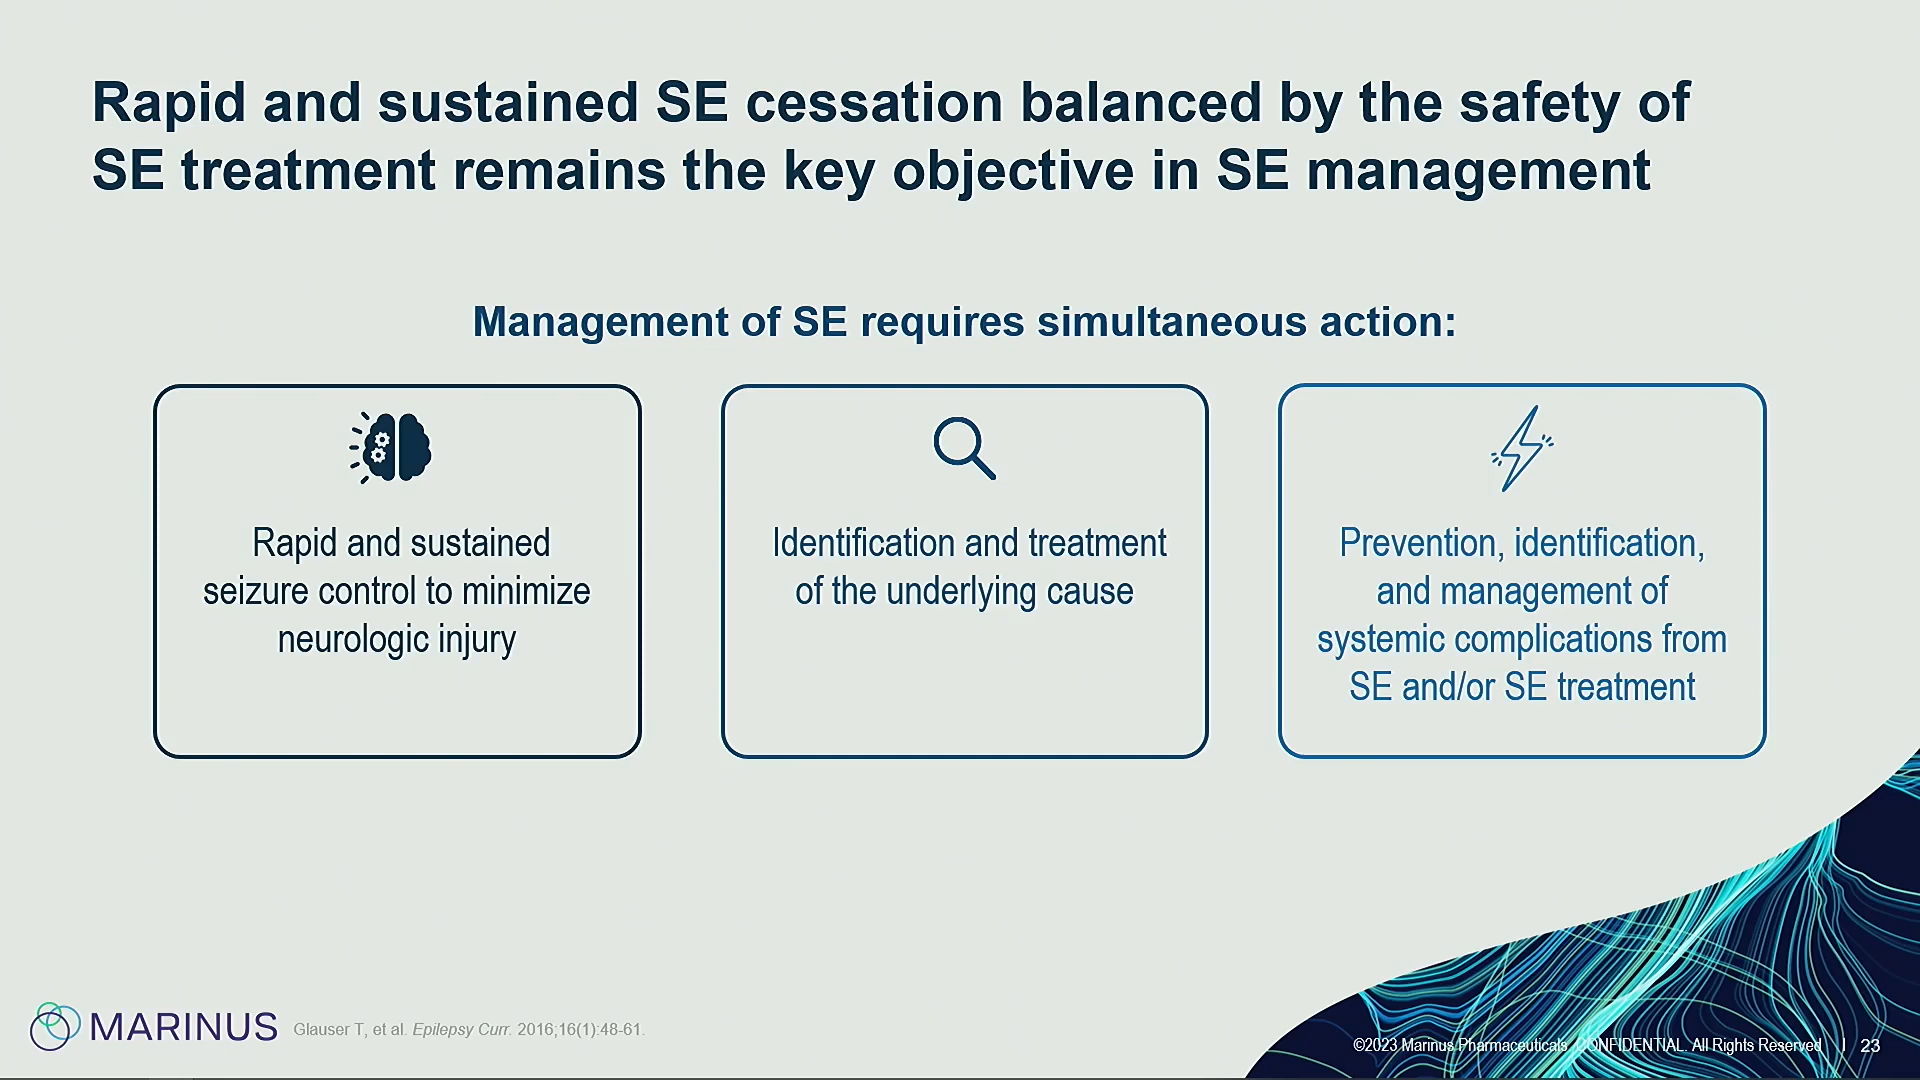 Rapid and sustained SE cessation balanced by the safety of
SE treatment remains the key objective in SE management
Management of SE requires simultaneous action:
Rapid and sustained
seizure control to minimize
neurologic injury
Identification and treatment
of the underlying cause
Prevention, identification,
and management of
systemic complications from
SE and/or SE treatment
MARINUS
Glauser T, et al. Epilepsy Curr. 2016;16(1):48-61.
©2023 Marinus Pharmaceuticals. CONFIDENTIAL. All Rights Reserved | 23